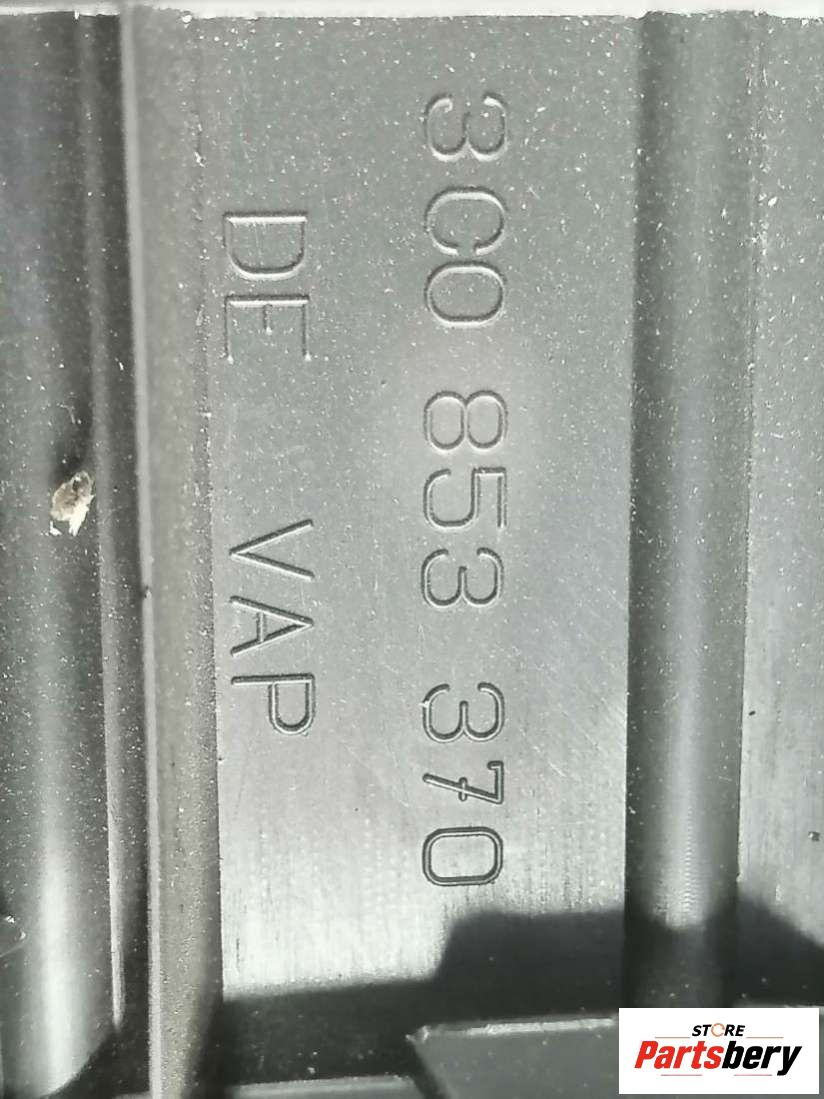 3C0 853 370
DE VAP
STORE
Partsbery